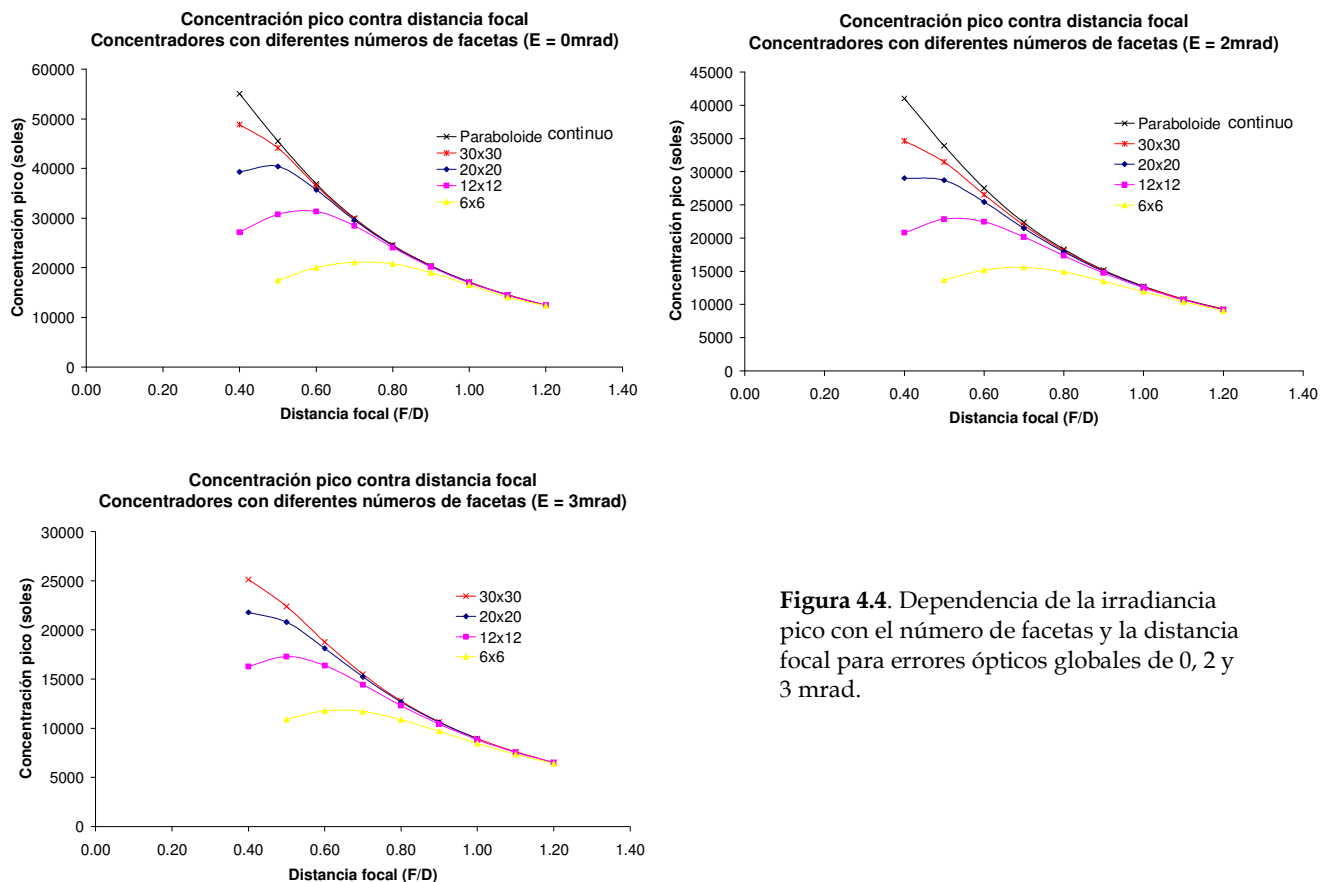 Concentración pico contra distancia focal
Concentradores con diferentes números de facetas (E = 0mrad)
Concentración pico (soles)
60000
50000
40000
30000
20000
10000
0
Paraboloide continuo
30x30
20x20
12x12
6x6
0.00 0.20 0.40 0.60 0.80 1.00 1.20 1.40
Distancia focal (F/D)
Concentración pico contra distancia focal
Concentradores con diferentes números de facetas (E = 2mrad)
Concentración pico (soles)
45000
40000
35000
30000
25000
20000
15000
10000
5000
0
Paraboloide continuo
30x30
20x20
12x12
6x6
0.00 0.20 0.40 0.60 0.80 1.00 1.20 1.40
Distancia focal (F/D)
Concentración pico contra distancia focal
Concentradores con diferentes números de facetas (E = 3mrad)
Concentración pico (soles)
30000
25000
20000
15000
10000
5000
0
30x30
20x20
12x12
6x6
0.00 0.20 0.40 0.60 0.80 1.00 1.20 1.40
Distancia focal (F/D)
Figura 4.4. Dependencia de la irradiancia
pico con el número de facetas y la distancia
focal para errores ópticos globales de 0, 2 y
3 mrad.